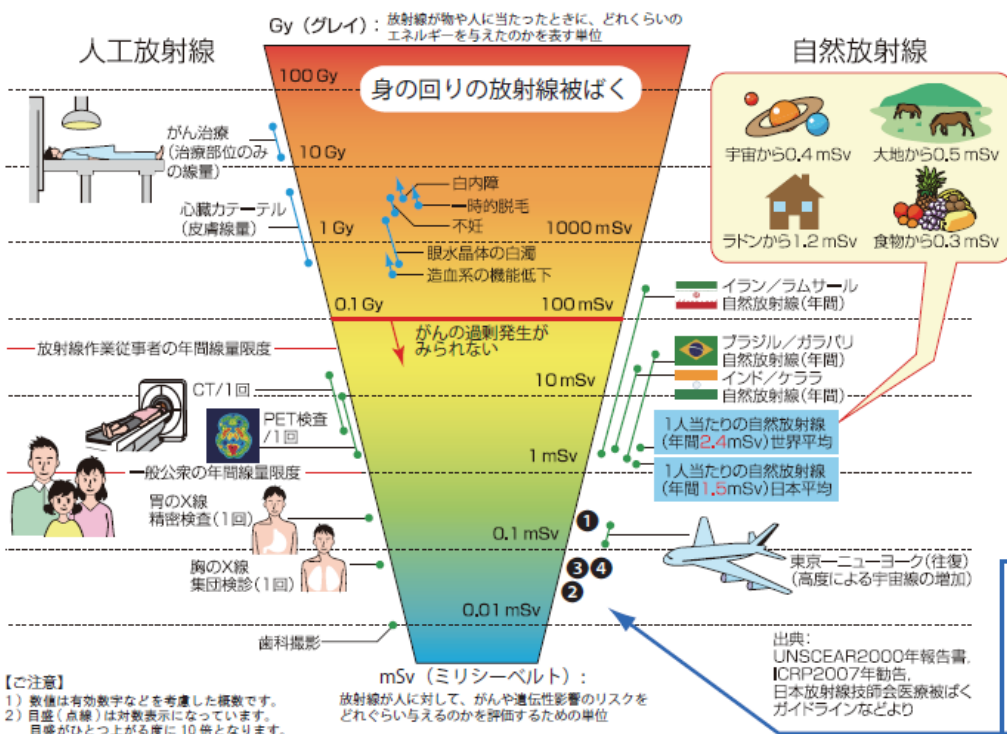 Gy（グレイ）：放射線が物や人に当たったときに、どれくらいの
エネルギーを与えたのかを表す単位
人工放射線
自然放射線
身の回りの放射線被ばく
100 Gy
がん治療
（治療部位のみ
の線量）
10 Gy
心臓カテーテル
（皮膚線量）
白内障
一時的脱毛
不妊
1 Gy
1000 mSv
眼水晶体の白濁
造血系の機能低下
0.1 Gy
100 mSv
がんの過剰発生が
みられない
宇宙から0.4 mSv
大地から0.5 mSv
ラドンから1.2 mSv
食物から0.3 mSv
イラン／ラムサール
自然放射線（年間）
放射線作業従事者の年間線量限度
ブラジル／ガラパリ
自然放射線（年間）
インド／ケララ
自然放射線（年間）
CT/1回
10 mSv
PET検査
/1回
1人当たりの自然放射線
（年間2.4mSv）世界平均
1 mSv
一般公衆の年間線量限度
1人当たりの自然放射線
（年間1.5mSv）日本平均
胃のX線
精密検査（1回）
0.1 mSv
❶
胸のX線
集団検診（1回）
❸ ❹
❷
東京ーニューヨーク（往復）
（高度による宇宙線の増加）
0.01 mSv
歯科撮影
出典：
UNSCEAR2000年報告書,
ICRP2007年勧告,
日本放射線技師会医療被ばく
ガイドラインなどより
mSv（ミリシーベルト）：
放射線が人に対して、がんや遺伝性影響のリスクを
どれぐらい与えるのかを評価するための単位
【ご注意】
1）数値は有効数字などを考慮した概数です。
2）目盛（点線）は対数表示になっています。
目盛がひとつ上がる度に10倍となります。